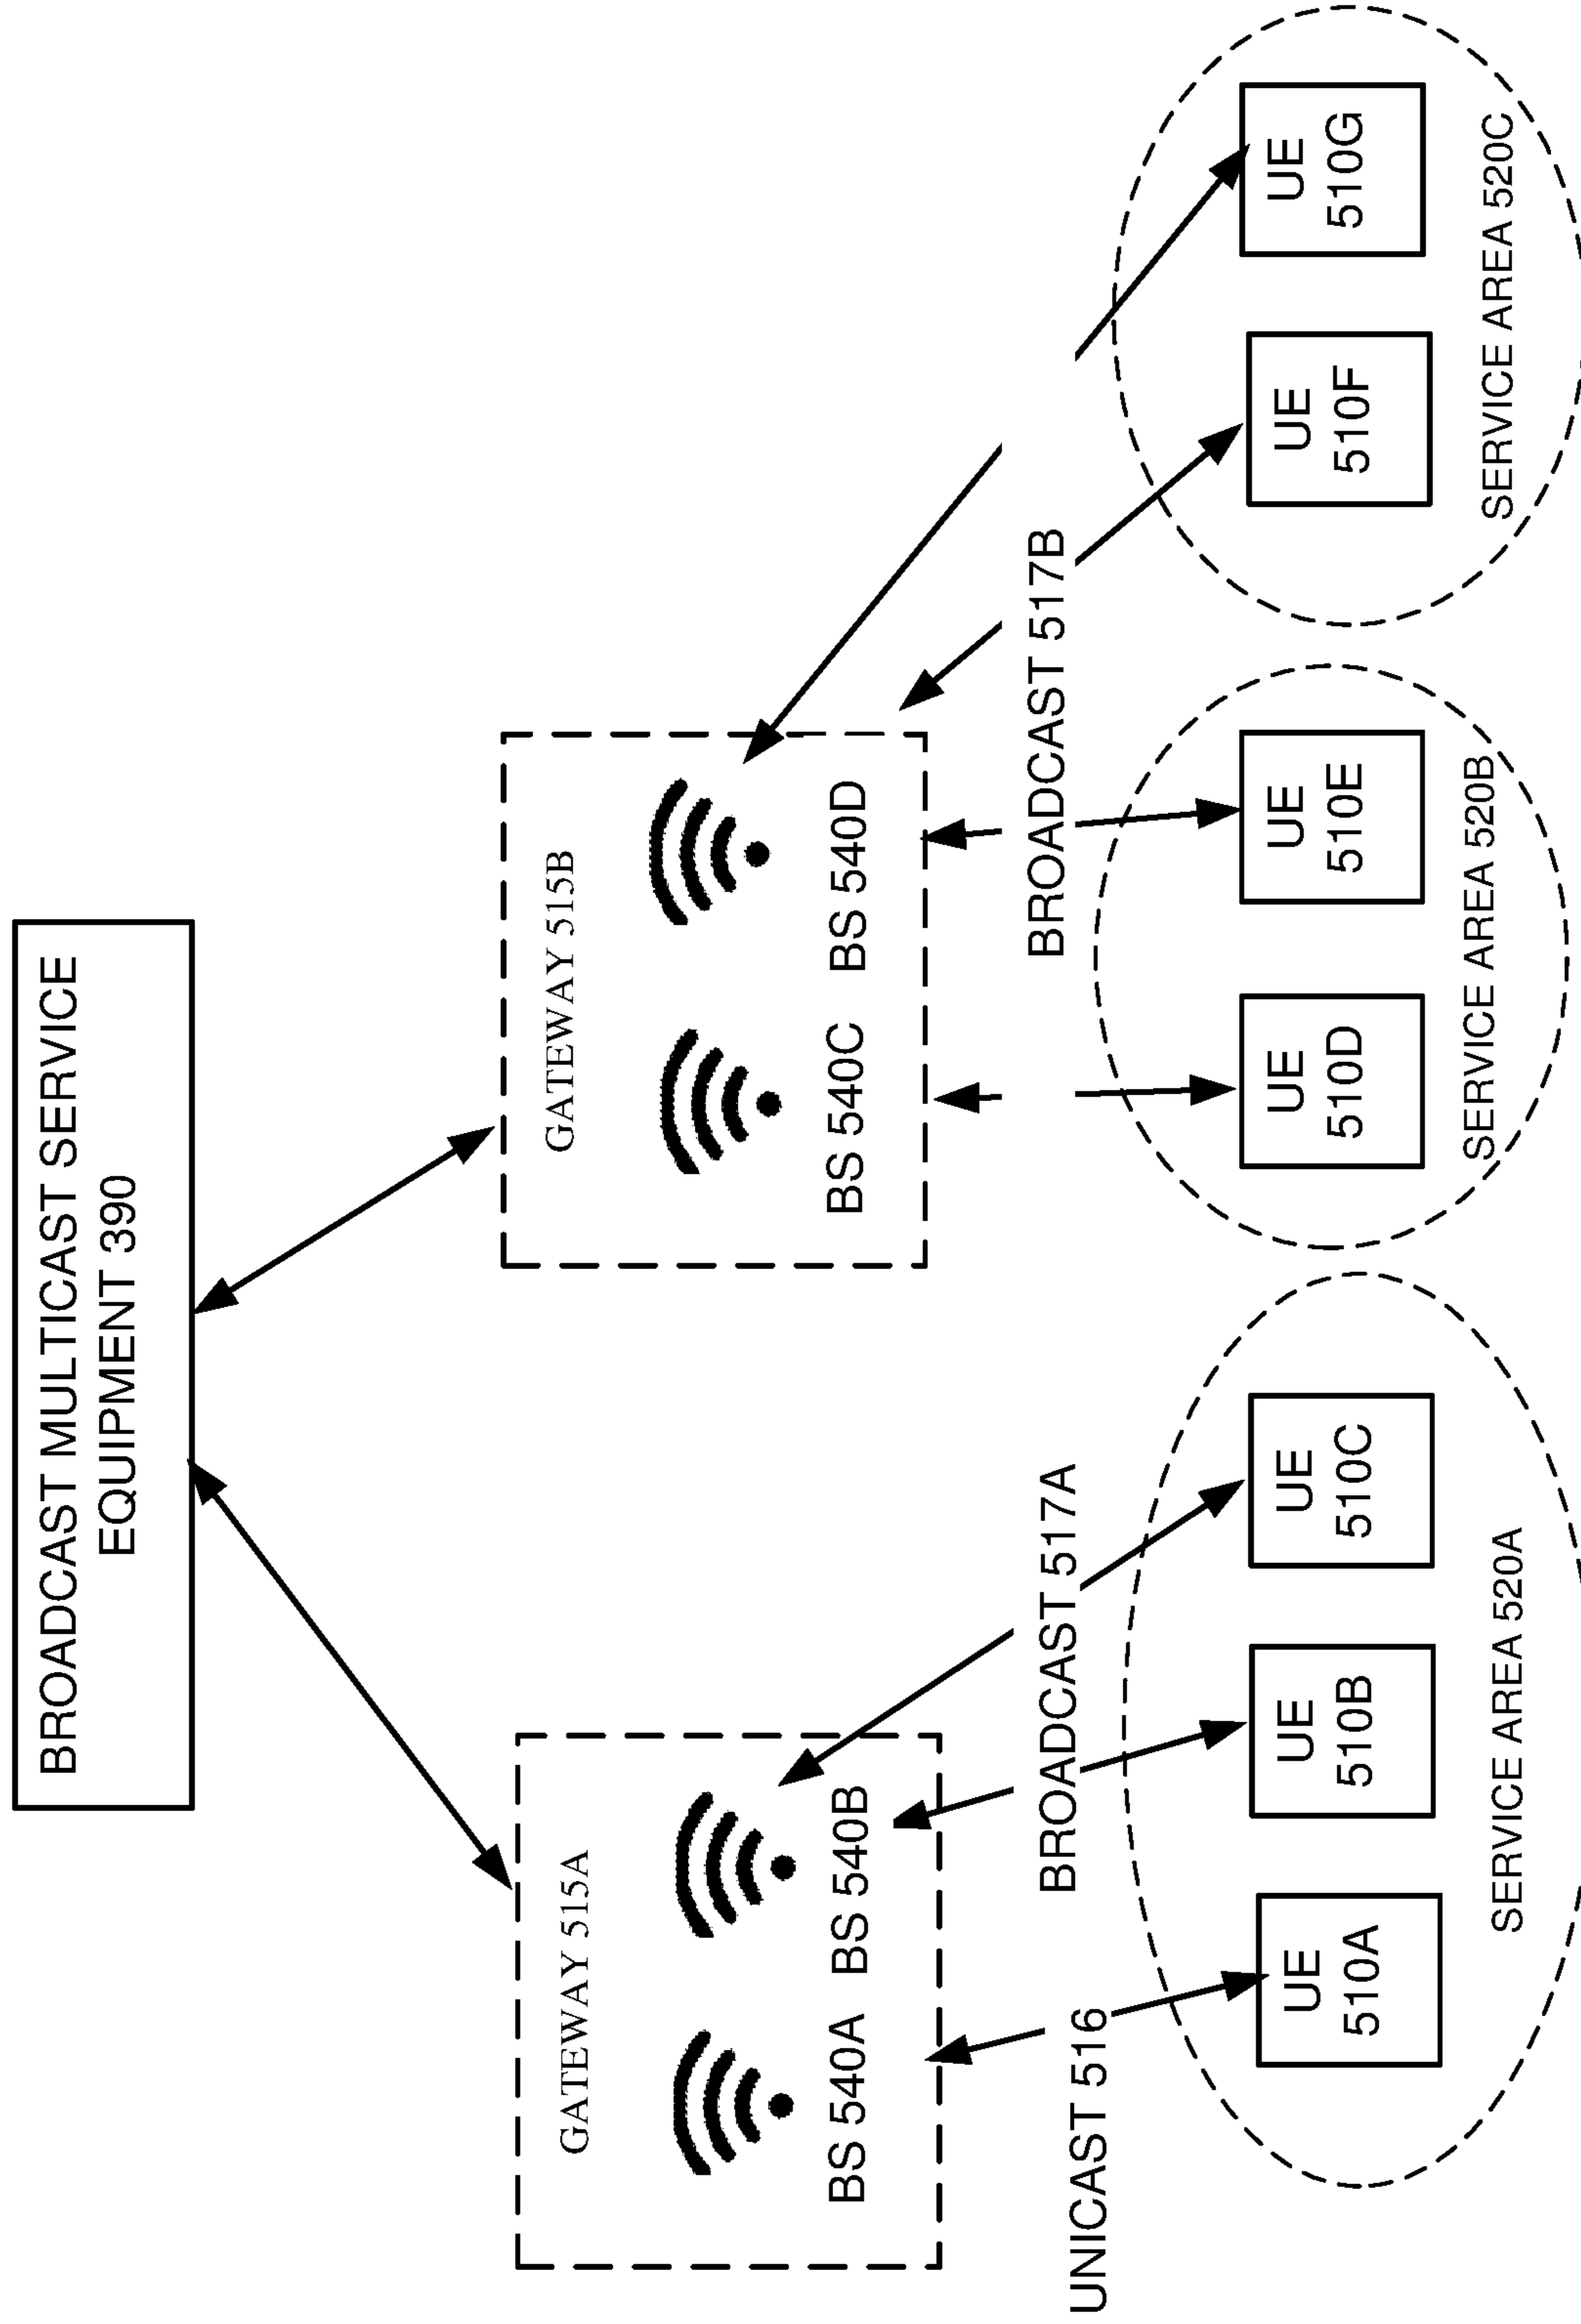 BROADCAST MULTICAST SERVICE
EQUIPMENT 390
GATEWAY 515A
BS 540A
BS 540B
GATEWAY 515B
BS 540C
BS 540D
UNICAST 516
BROADCAST 517A
BROADCAST 517B
UE
510A
UE
510B
UE
510C
SERVICE AREA 520A
UE
510D
UE
510E
SERVICE AREA 520B
UE
510F
UE
510G
SERVICE AREA 520C